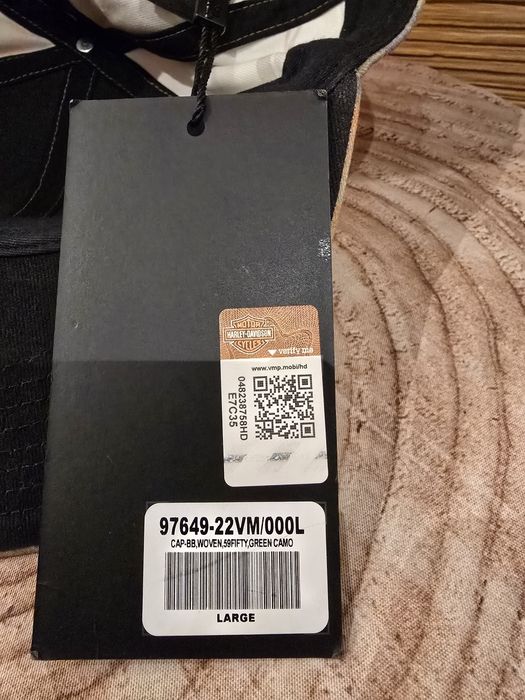 MOTOR
HARLEY-DAVIDSON
CYCLES
verify me
www.vmp.mobi/hd
048238758HD
E7C35
97649-22VM/000L
CAP-BB,WOVEN,59FIFTY,GREEN CAMO
LARGE